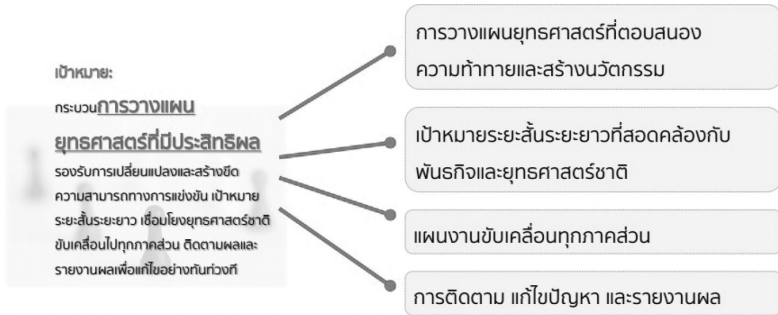 เป้าหมาย:
กระบวนการวางแผน
ยุทธศาสตร์ที่มีประสิทธิผล
รองรับการเปลี่ยนแปลงและสร้างขีด
ความสามารถทางการแข่งขัน เป้าหมาย
ระยะสั้นระยะยาว เชื่อมโยงยุทธศาสตร์ชาติ
ขับเคลื่อนไปทุกภาคส่วน ติดตามผลและ
รายงานผลเพื่อแก้ไขอย่างทันท่วงที
การวางแผนยุทธศาสตร์ที่ตอบสนอง
ความท้าทายและสร้างนวัตกรรม
เป้าหมายระยะสั้นระยะยาวที่สอดคล้องกับ
พันธกิจและยุทธศาสตร์ชาติ
แผนงานขับเคลื่อนทุกภาคส่วน
การติดตาม แก้ไขปัญหา และรายงานผล